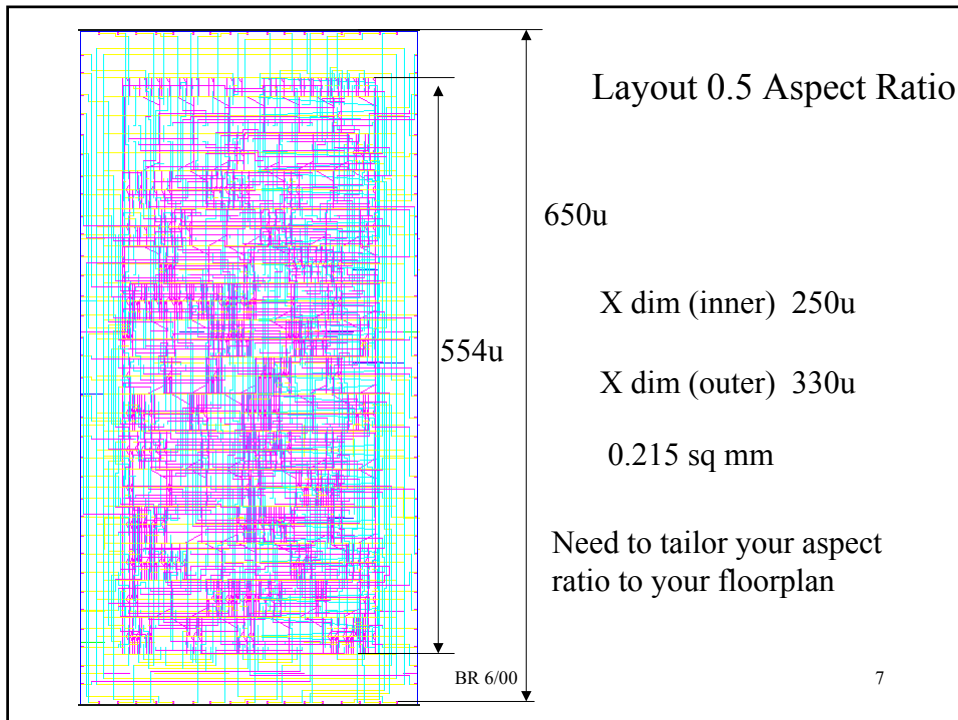 Layout 0.5 Aspect Ratio
650u
X dim (inner) 250u
554u
X dim (outer) 330u
0.215 sq mm
Need to tailor your aspect
ratio to your floorplan
BR 6/00
7